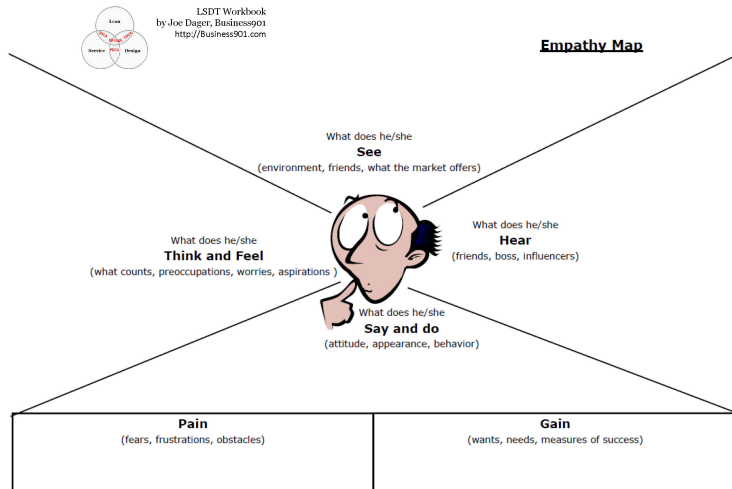 LSDT Workbook
by Joe Dager, Business901
http://Business901.com
Lean
Service
Design
PDCA
Empathy Map
What does he/she
See
(environment, friends, what the market offers)
What does he/she
Hear
(friends, boss, influencers)
What does he/she
Think and Feel
(what counts, preoccupations, worries, aspirations )
What does he/she
Say and do
(attitude, appearance, behavior)
Pain
(fears, frustrations, obstacles)
Gain
(wants, needs, measures of success)